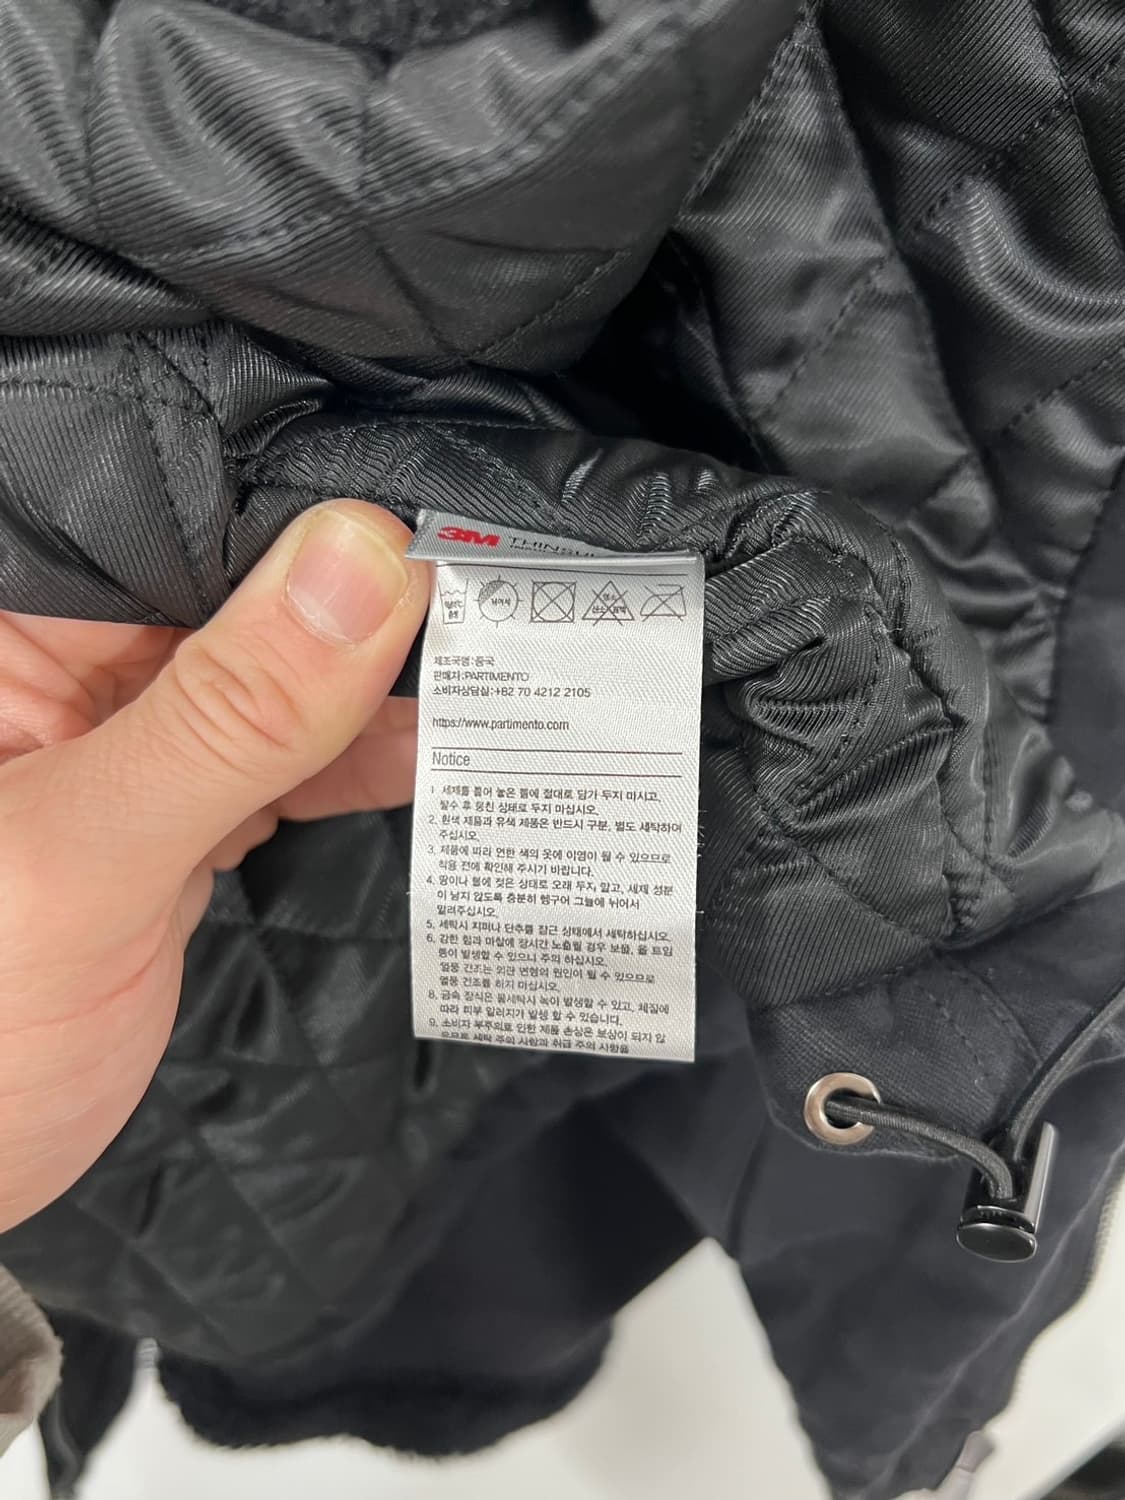 3M THINSUL
뉘어서
염소
산소 표백
제조국명:중국
판매처:PARTIMENTO
소비자상담실:+82 70 4212 2105
https://www.partimento.com
Notice
1. 세제를 풀어 놓은 물에 절대로 담가 두지 마시고,
탈수 후 뭉친 상태로 두지 마십시오.
2. 흰색 제품과 유색 제품은 반드시 구분, 별도 세탁하여
주십시오.
3. 제품에 따라 연한 색의 옷에 이염이 될 수 있으므로
착용 전에 확인해 주시기 바랍니다.
4. 땀이나 물에 젖은 상태로 오래 두지 말고, 세제 성분
이 남지 않도록 충분히 헹구어 그늘에 뉘어서
말려주십시오.
5. 세탁시 지퍼나 단추를 잠근 상태에서 세탁하십시오.
6. 강한 힘과 마찰에 장시간 노출될 경우 보풀, 올 트임
등이 발생할 수 있으니 주의 하십시오.
열풍 건조는 외관 변형의 원인이 될 수 있으므로
열풍 건조를 하지 마십시오.
8. 금속 장식은 물세탁시 녹이 발생할 수 있고, 체질에
따라 피부 알러지가 발생 할 수 있습니다.
9. 소비자 부주의로 인한 제품 손상은 보상이 되지 않
으므로 세탁 주의 사항과 취급 주의 사항을